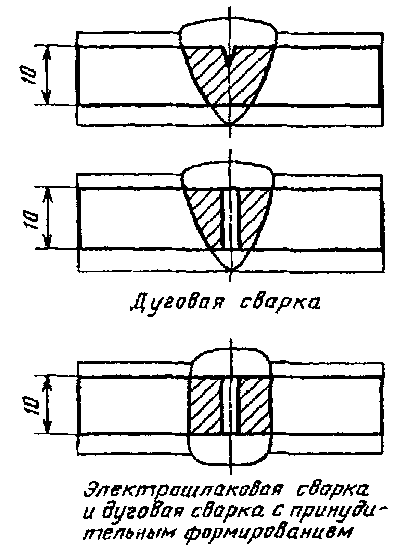 10
10
Дуговая сварка
10
Электрошлаковая сварка
и дуговая сварка с принуди-
тельным формированием